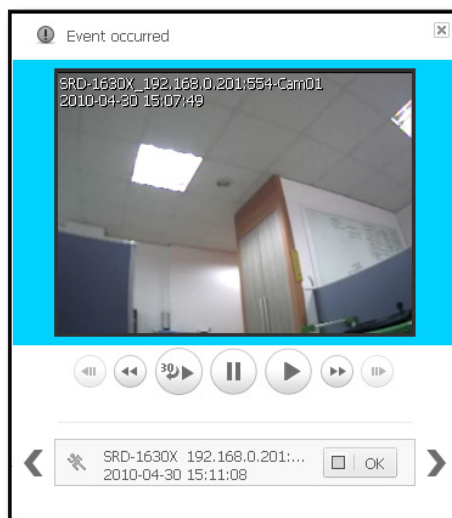 Event occurred
SRD-1630X_192.168.0.201:554-Cam01
2010-04-30 15:07:49
30
SRD-1630X 192.168.0.201:...
2010-04-30 15:11:08
OK